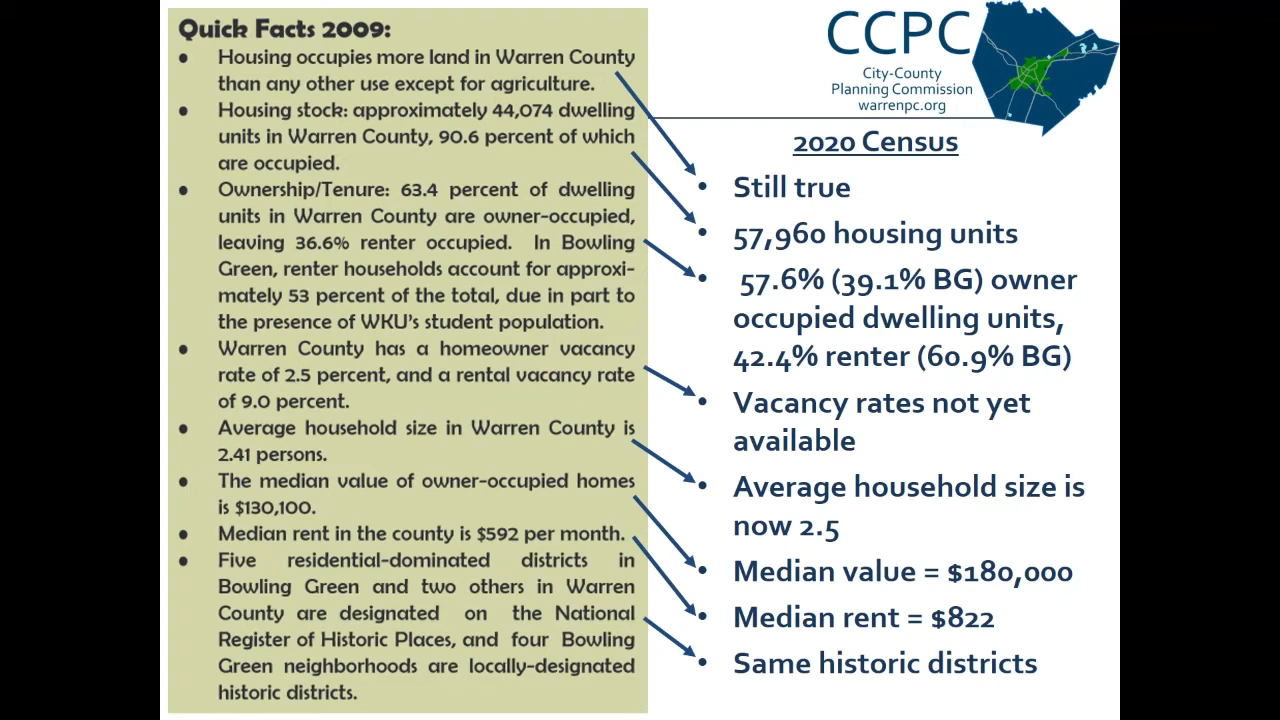 Quick Facts 2009:
• Housing occupies more land in Warren County
than any other use except for agriculture.
• Housing stock: approximately 44,074 dwelling
units in Warren County, 90.6 percent of which
are occupied.
• Ownership/Tenure: 63.4 percent of dwelling
units in Warren County are owner-occupied,
leaving 36.6% renter occupied. In Bowling
Green, renter households account for approxi-
mately 53 percent of the total, due in part to
the presence of WKU's student population.
• Warren County has a homeowner vacancy
rate of 2.5 percent, and a rental vacancy rate
of 9.0 percent.
• Average household size in Warren County is
2.41 persons.
• The median value of owner-occupied homes
is $130,100.
• Median rent in the county is $592 per month.
• Five residential-dominated districts in
Bowling Green and two others in Warren
County are designated on the National
Register of Historic Places, and four Bowling
Green neighborhoods are locally-designated
historic districts.
CCPC
City-County
Planning Commission
warrenpc.org
2020 Census
• Still true
• 57,960 housing units
• 57.6% (39.1% BG) owner
occupied dwelling units,
42.4% renter (60.9% BG)
• Vacancy rates not yet
available
• Average household size is
now 2.5
• Median value = $180,000
• Median rent = $822
• Same historic districts